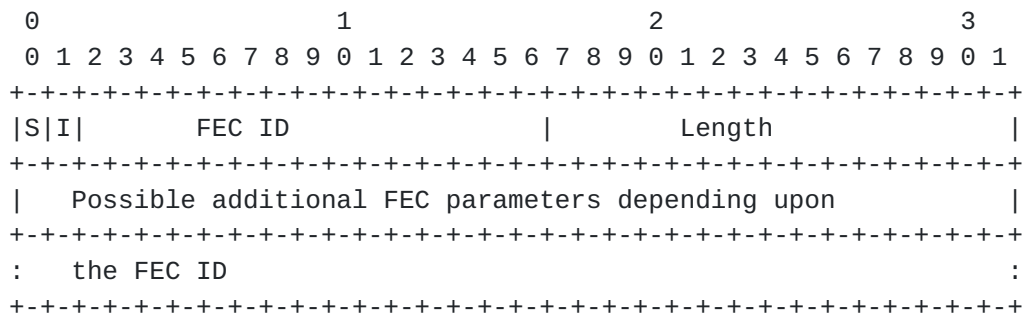 0                   1                   2                   3
 0 1 2 3 4 5 6 7 8 9 0 1 2 3 4 5 6 7 8 9 0 1 2 3 4 5 6 7 8 9 0 1
+-+-+-+-+-+-+-+-+-+-+-+-+-+-+-+-+-+-+-+-+-+-+-+-+-+-+-+-+-+-+-+-+
|S|I|       FEC ID                |        Length               |
+-+-+-+-+-+-+-+-+-+-+-+-+-+-+-+-+-+-+-+-+-+-+-+-+-+-+-+-+-+-+-+-+
|   Possible additional FEC parameters depending upon           |
+-+-+-+-+-+-+-+-+-+-+-+-+-+-+-+-+-+-+-+-+-+-+-+-+-+-+-+-+-+-+-+-+
:   the FEC ID                                                  :
+-+-+-+-+-+-+-+-+-+-+-+-+-+-+-+-+-+-+-+-+-+-+-+-+-+-+-+-+-+-+-+-+